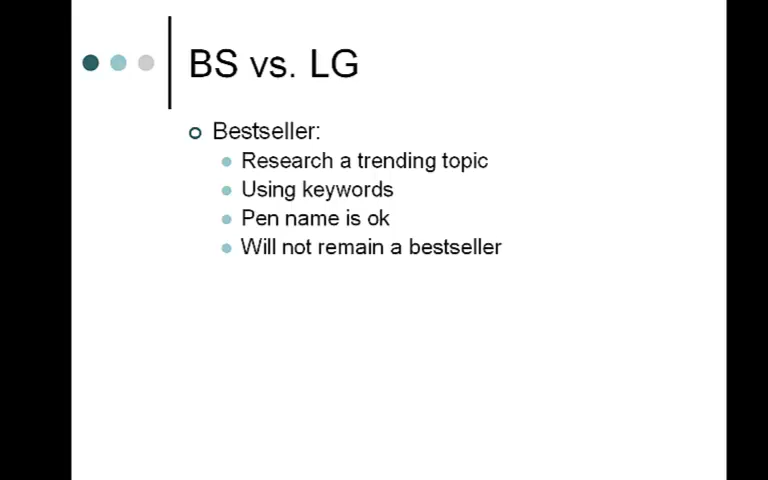 BS vs. LG
Bestseller:
Research a trending topic
Using keywords
Pen name is ok
Will not remain a bestseller